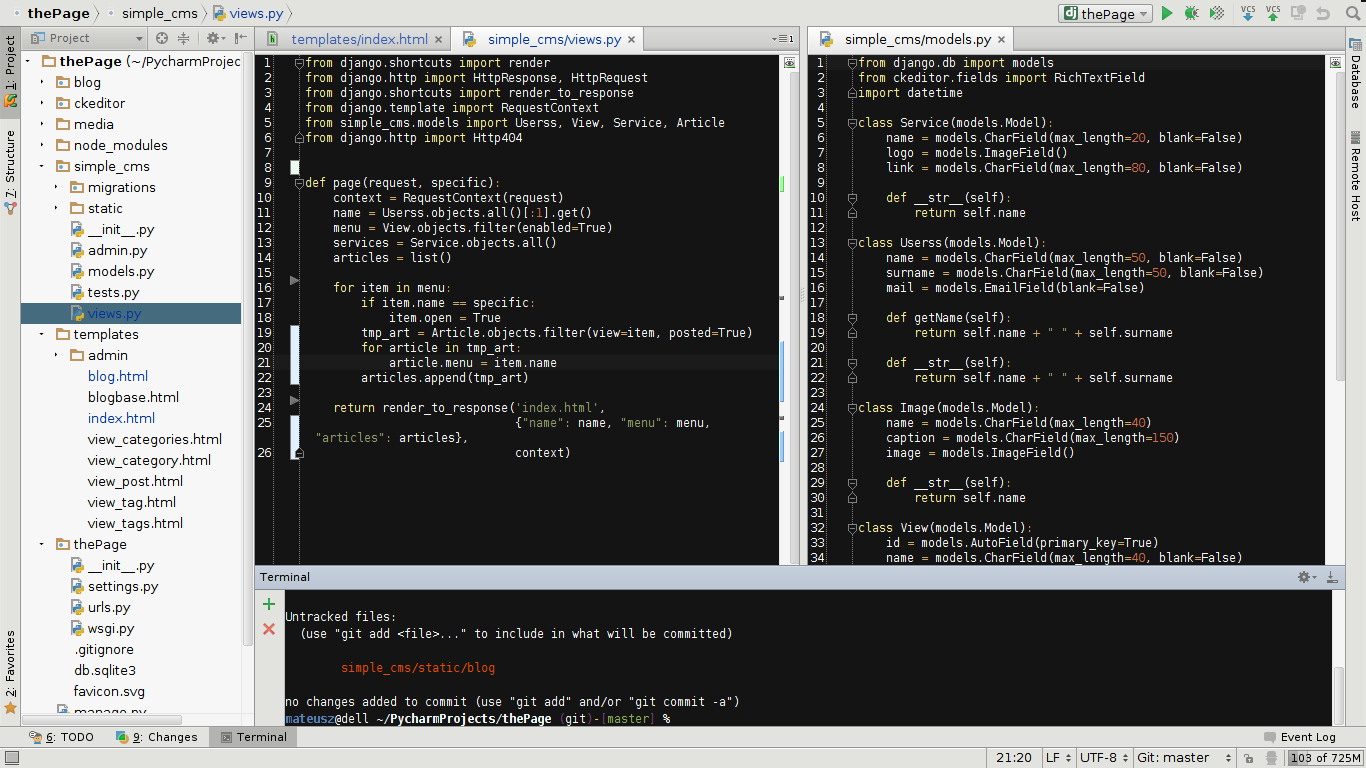 thePage simple_cms views.py
thePage
VCS VCS
Project
templates/index.html simple_cms/views.py 1
simple_cms/models.py
1: Project
7: Structure
2: Favorites
thePage (~/PycharmProjec
blog
ckeditor
media
node_modules
simple_cms
migrations
static
__init__.py
admin.py
models.py
tests.py
views.py
templates
admin
blog.html
blogbase.html
index.html
view_categories.html
view_category.html
view_post.html
view_tag.html
view_tags.html
thePage
__init__.py
settings.py
urls.py
wsgi.py
.gitignore
db.sqlite3
favicon.svg
manage.py
1 from django.shortcuts import render
2 from django.http import HttpResponse, HttpRequest
3 from django.shortcuts import render_to_response
4 from django.template import RequestContext
5 from simple_cms.models import Userss, View, Service, Article
6 from django.http import Http404
7
8
9 def page(request, specific):
10 context = RequestContext(request)
11 name = Userss.objects.all()[:1].get()
12 menu = View.objects.filter(enabled=True)
13 services = Service.objects.all()
14 articles = list()
15
16 for item in menu:
17 if item.name == specific:
18 item.open = True
19 tmp_art = Article.objects.filter(view=item, posted=True)
20 for article in tmp_art:
21 article.menu = item.name
22 articles.append(tmp_art)
23
24 return render_to_response('index.html',
25 {"name": name, "menu": menu,
"articles": articles},
26 context)
1 from django.db import models
2 from ckeditor.fields import RichTextField
3 import datetime
4
5 class Service(models.Model):
6 name = models.CharField(max_length=20, blank=False)
7 logo = models.ImageField()
8 link = models.CharField(max_length=80, blank=False)
9
10 def __str__(self):
11 return self.name
12
13 class Userss(models.Model):
14 name = models.CharField(max_length=50, blank=False)
15 surname = models.CharField(max_length=50, blank=False)
16 mail = models.EmailField(blank=False)
17
18 def getName(self):
19 return self.name + " " + self.surname
20
21 def __str__(self):
22 return self.name + " " + self.surname
23
24 class Image(models.Model):
25 name = models.CharField(max_length=40)
26 caption = models.CharField(max_length=150)
27 image = models.ImageField()
28
29 def __str__(self):
30 return self.name
31
32 class View(models.Model):
33 id = models.AutoField(primary_key=True)
34 name = models.CharField(max_length=40, blank=False)
Database
Remote Host
Terminal
Untracked files:
(use "git add <file>..." to include in what will be committed)
simple_cms/static/blog
no changes added to commit (use "git add" and/or "git commit -a")
mateusz@dell ~/PycharmProjects/thePage (git)-[master] %
6: TODO 9: Changes Terminal Event Log
21:20 LF UTF-8 Git: master 103 of 725M